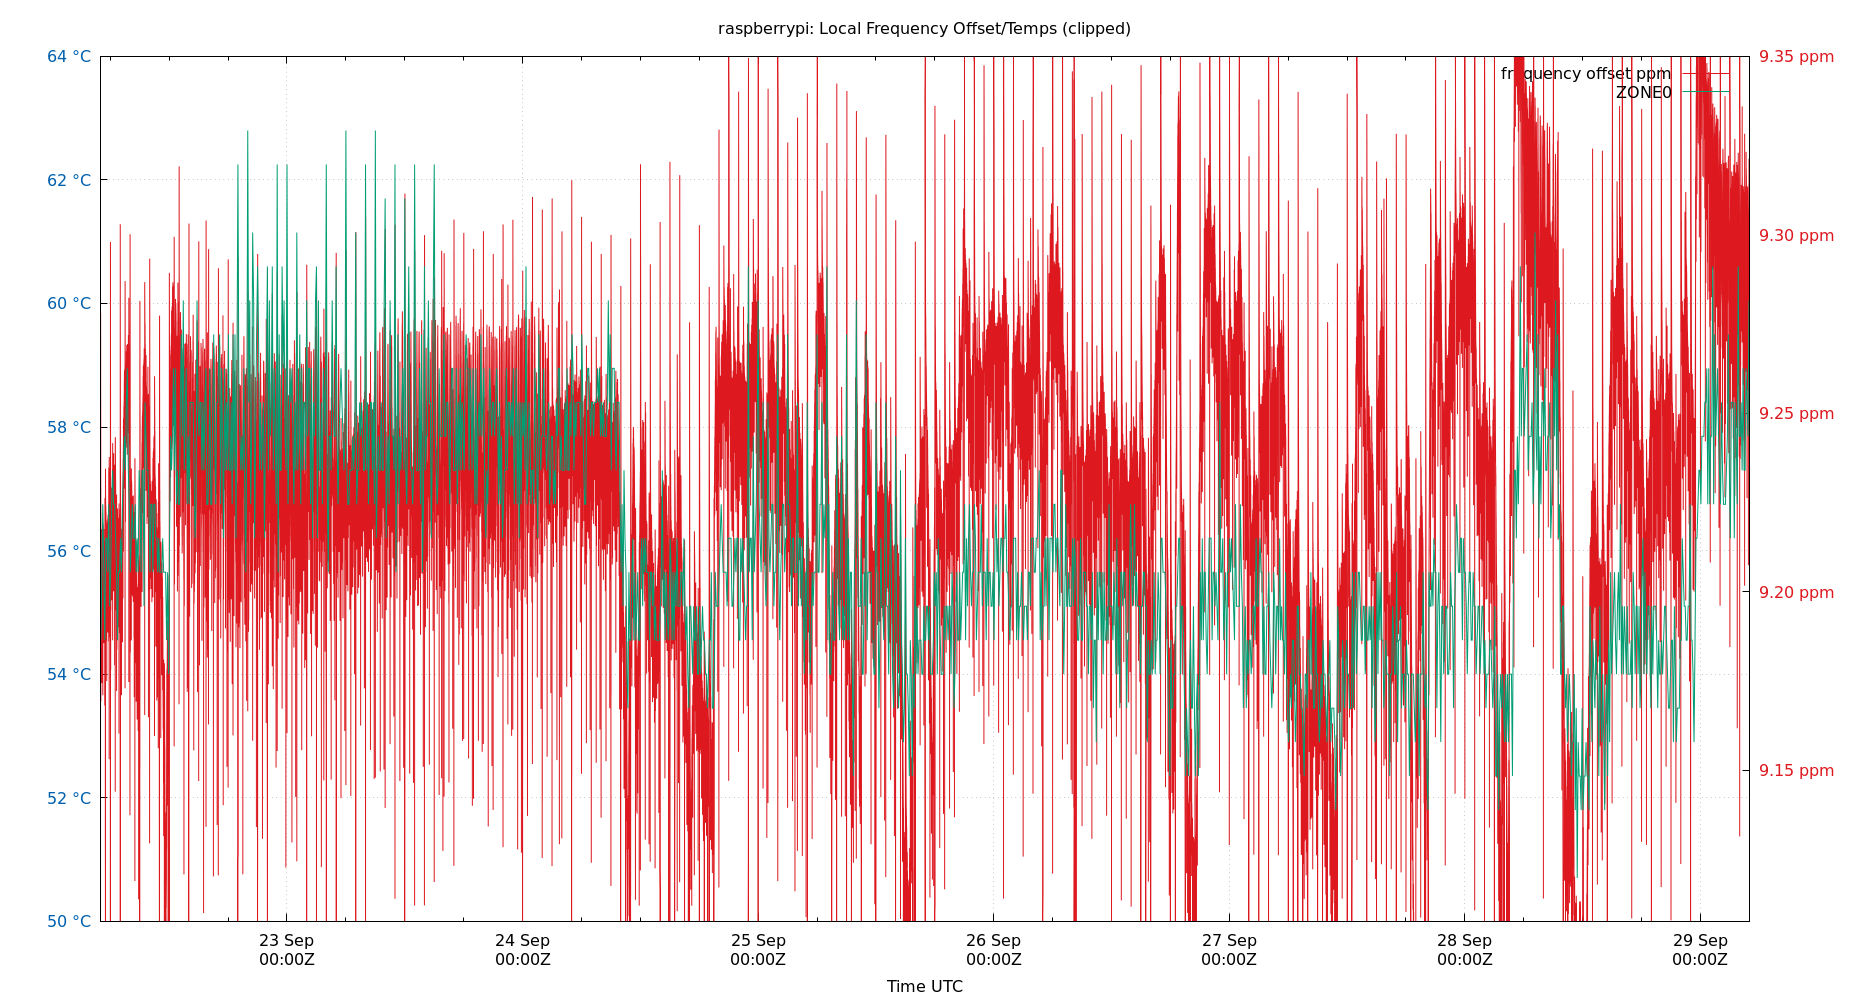 raspberrypi: Local Frequency Offset/Temps (clipped)
64 °C
9.35 ppm
frequency offset ppm
ZONE0
62 °C
9.30 ppm
60 °C
58 °C
9.25 ppm
56 °C
9.20 ppm
54 °C
9.15 ppm
52 °C
50 °C
23 Sep
00:00Z
24 Sep
00:00Z
25 Sep
00:00Z
26 Sep
00:00Z
27 Sep
00:00Z
28 Sep
00:00Z
29 Sep
00:00Z
Time UTC